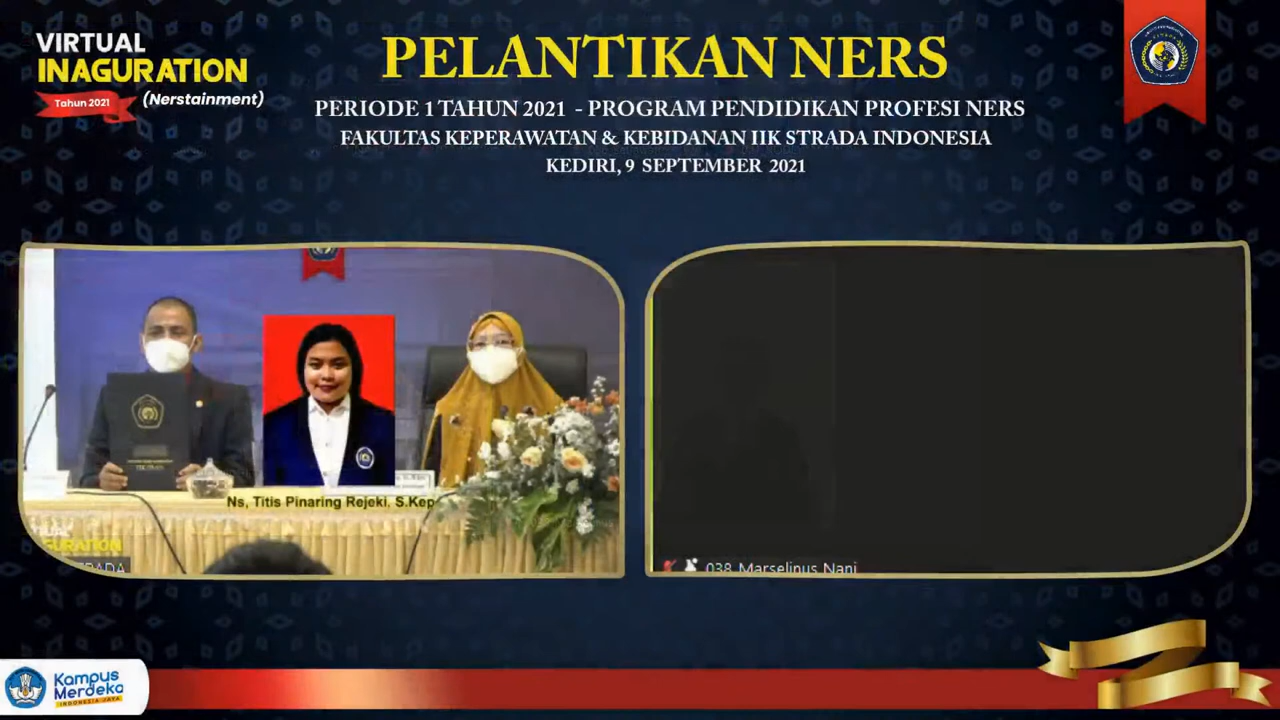 VIRTUAL
INAGURATION
Tahun 2021
(Nerstainment)
PELANTIKAN NERS
PERIODE 1 TAHUN 2021 - PROGRAM PENDIDIKAN PROFESI NERS
FAKULTAS KEPERAWATAN & KEBIDANAN IIK STRADA INDONESIA
KEDIRI, 9 SEPTEMBER 2021
Ns, Titis Pinaring Rejeki, S.Kep
038 Marselinus Nani
Kampus
Merdeka
INDONESIA JAYA